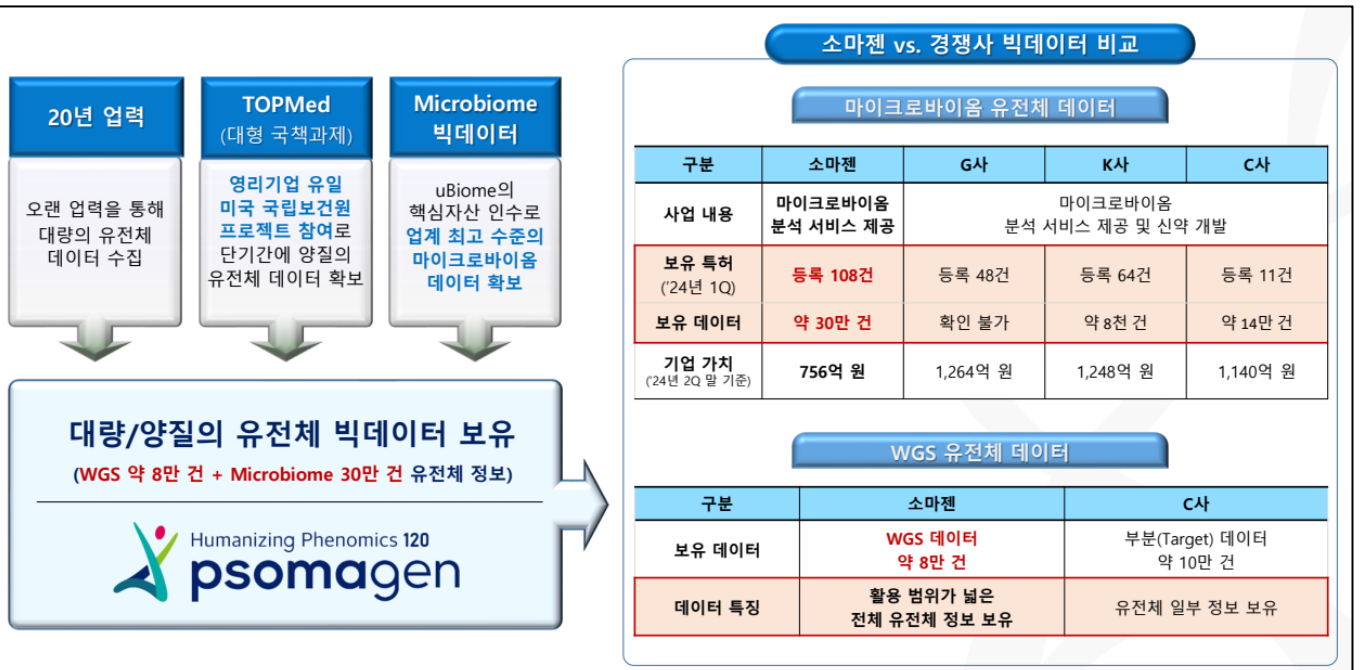 20년 업력
오랜 업력을 통해
대량의 유전체
데이터 수집
TOPMed
(대형 국책과제)
영리기업 유일
미국 국립보건원
프로젝트 참여로
단기간에 양질의
유전체 데이터 확보
Microbiome
빅데이터
uBiome의
핵심자산 인수로
업계 최고 수준의
마이크로바이옴
데이터 확보
대량/양질의 유전체 빅데이터 보유
(WGS 약 8만 건 + Microbiome 30만 건 유전체 정보)
Humanizing Phenomics 120
psomagen
소마젠 vs. 경쟁사 빅데이터 비교
마이크로바이옴 유전체 데이터
구분 소마젠 G사 K사 C사
사업 내용 마이크로바이옴 분석 서비스 제공 마이크로바이옴 분석 서비스 제공 및 신약 개발
보유 특허 ('24년 1Q) 등록 108건 등록 48건 등록 64건 등록 11건
보유 데이터 약 30만 건 확인 불가 약 8천 건 약 14만 건
기업 가치 ('24년 2Q 말 기준) 756억 원 1,264억 원 1,248억 원 1,140억 원
WGS 유전체 데이터
구분 소마젠 C사
보유 데이터 WGS 데이터 약 8만 건 부분(Target) 데이터 약 10만 건
데이터 특징 활용 범위가 넓은 전체 유전체 정보 보유 유전체 일부 정보 보유